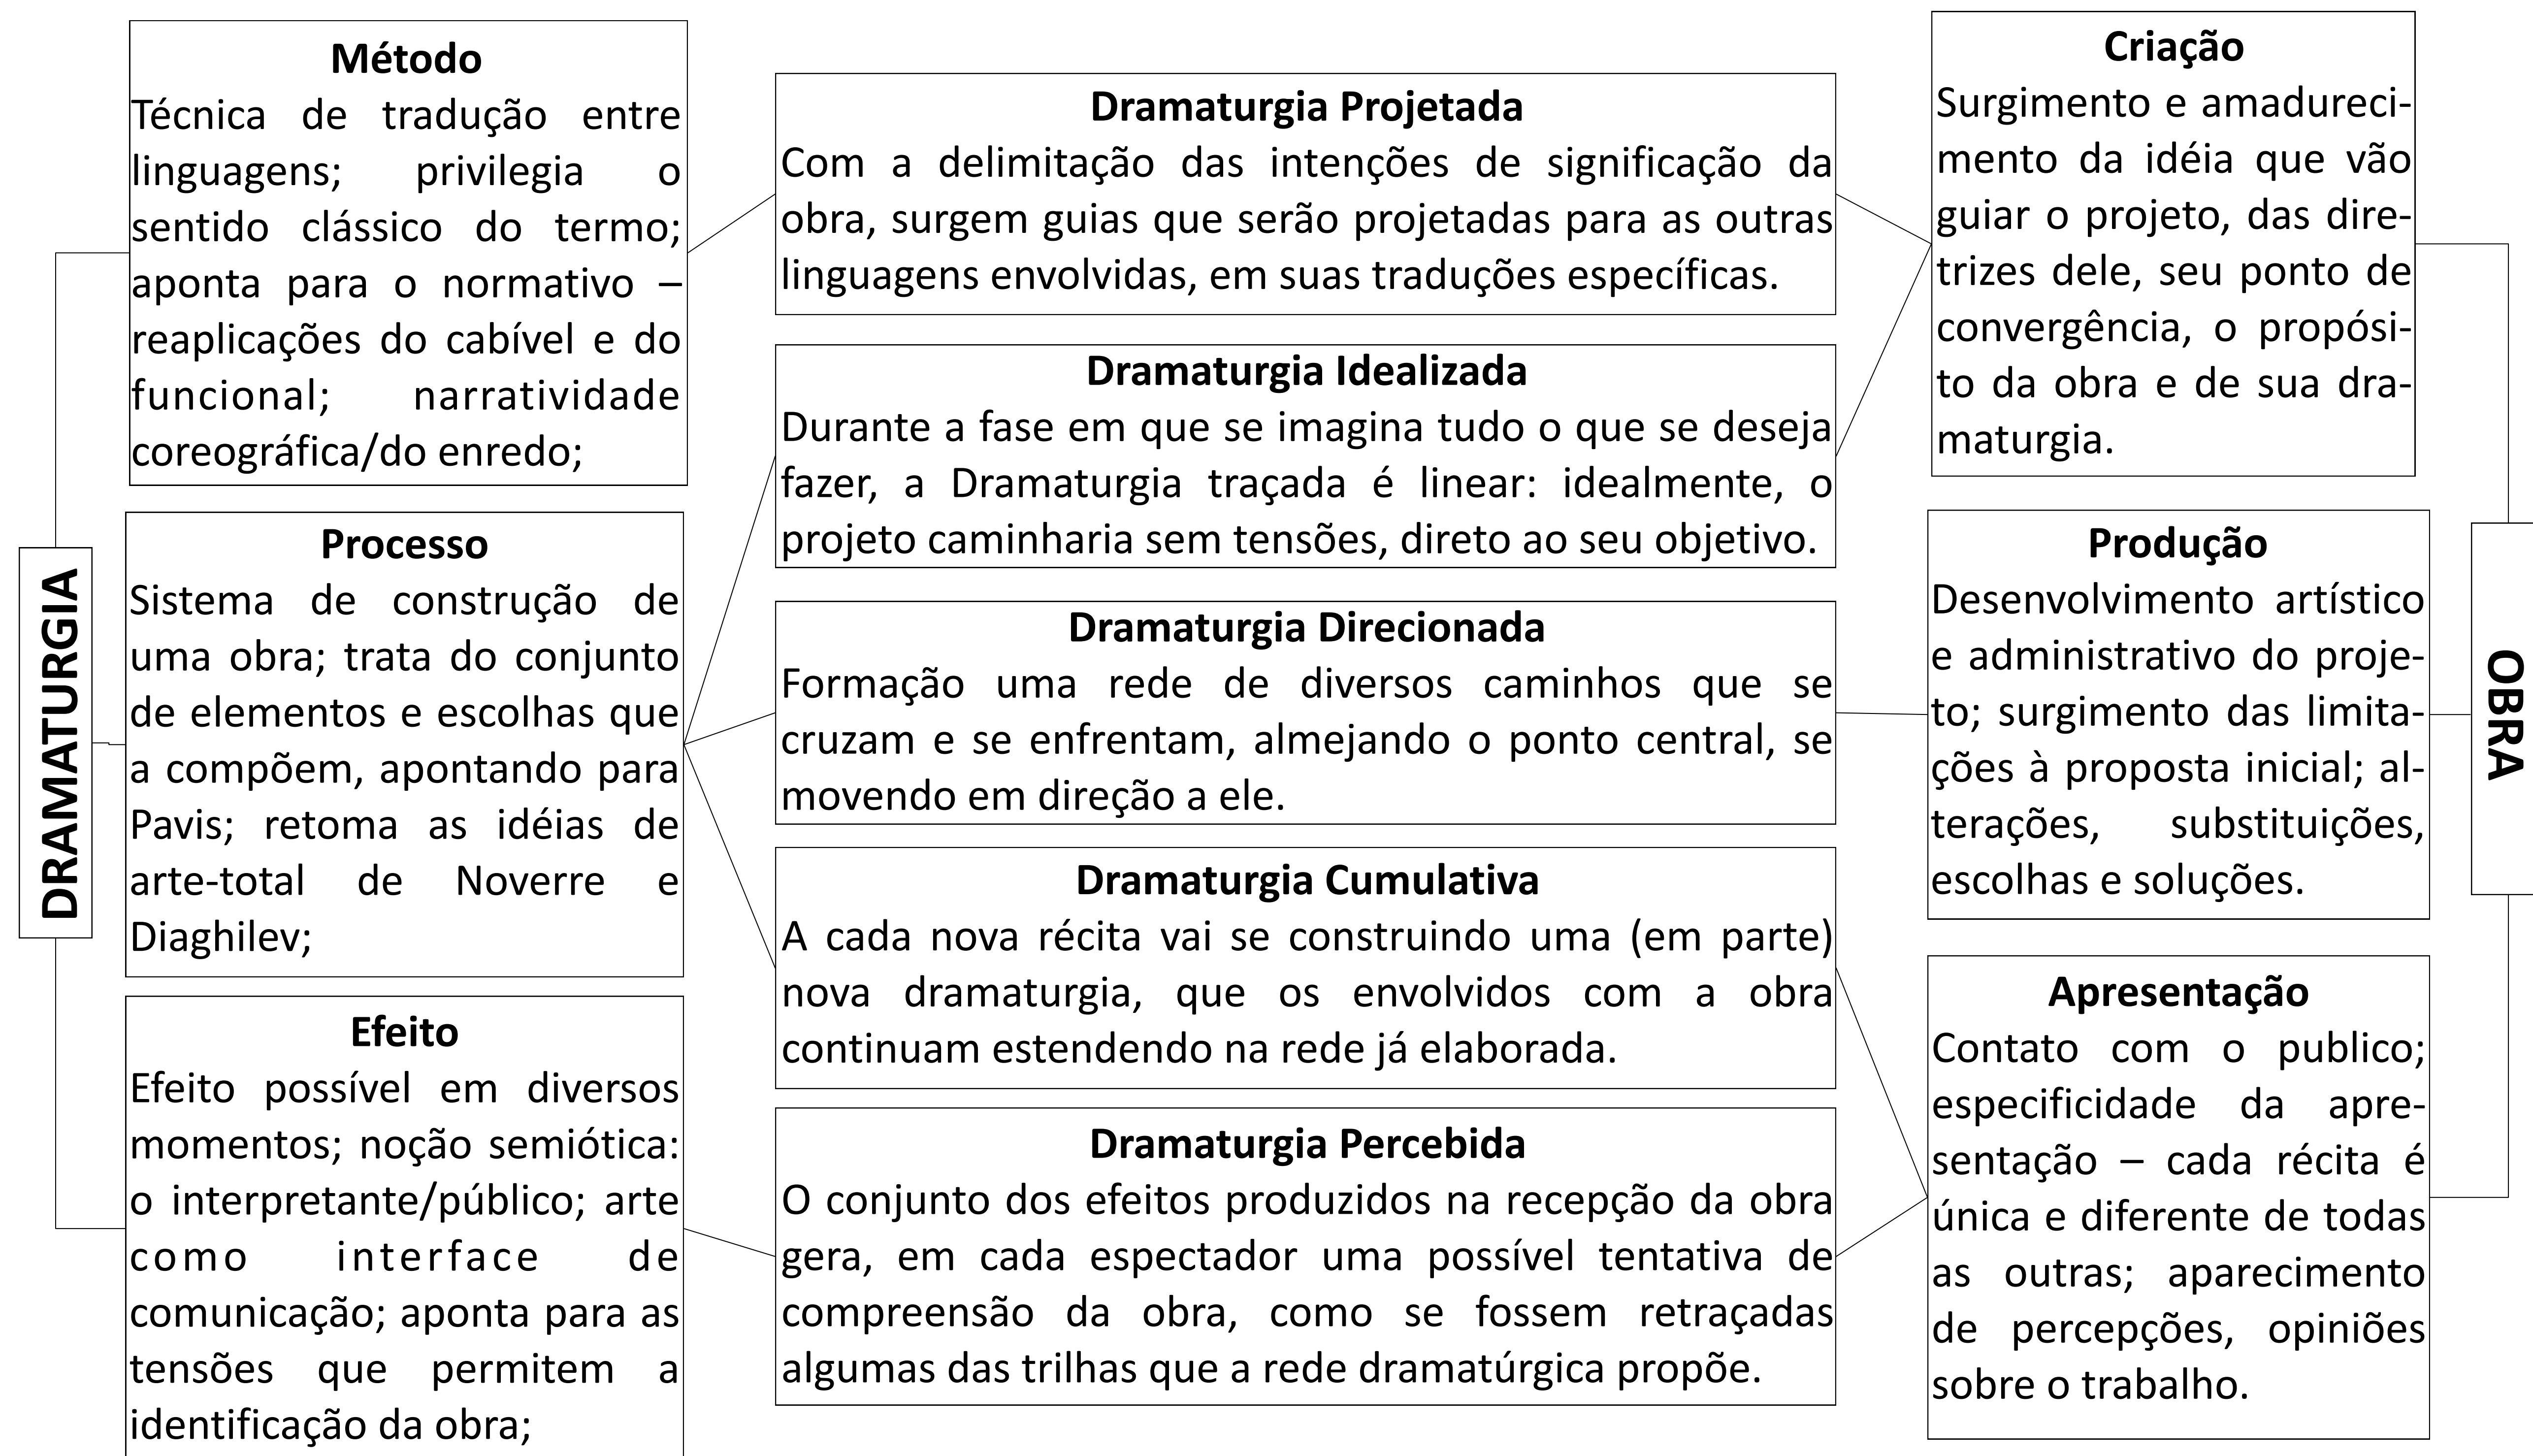 DRAMATURGIA
Método
Técnica de tradução entre
linguagens; privilegia o
sentido clássico do termo;
aponta para o normativo –
reaplicações do cabível e do
funcional; narratividade
coreográfica/do enredo;
Processo
Sistema de construção de
uma obra; trata do conjunto
de elementos e escolhas que
a compõem, apontando para
Pavis; retoma as idéias de
arte-total de Noverre e
Diaghilev;
Efeito
Efeito possível em diversos
momentos; noção semiótica:
o interpretante/público; arte
como interface de
comunicação; aponta para as
tensões que permitem a
identificação da obra;
Dramaturgia Projetada
Com a delimitação das intenções de significação da
obra, surgem guias que serão projetadas para as outras
linguagens envolvidas, em suas traduções específicas.
Dramaturgia Idealizada
Durante a fase em que se imagina tudo o que se deseja
fazer, a Dramaturgia traçada é linear: idealmente, o
projeto caminharia sem tensões, direto ao seu objetivo.
Dramaturgia Direcionada
Formação uma rede de diversos caminhos que se
cruzam e se enfrentam, almejando o ponto central, se
movendo em direção a ele.
Dramaturgia Cumulativa
A cada nova récita vai se construindo uma (em parte)
nova dramaturgia, que os envolvidos com a obra
continuam estendendo na rede já elaborada.
Dramaturgia Percebida
O conjunto dos efeitos produzidos na recepção da obra
gera, em cada espectador uma possível tentativa de
compreensão da obra, como se fossem retraçadas
algumas das trilhas que a rede dramatúrgica propõe.
Criação
Surgimento e amadureci-
mento da idéia que vão
guiar o projeto, das dire-
trizes dele, seu ponto de
convergência, o propósi-
to da obra e de sua dra-
maturgia.
Produção
Desenvolvimento artístico
e administrativo do proje-
to; surgimento das limita-
ções à proposta inicial; al-
terações, substituições,
escolhas e soluções.
Apresentação
Contato com o publico;
especificidade da apre-
sentação – cada récita é
única e diferente de todas
as outras; aparecimento
de percepções, opiniões
sobre o trabalho.
OBRA